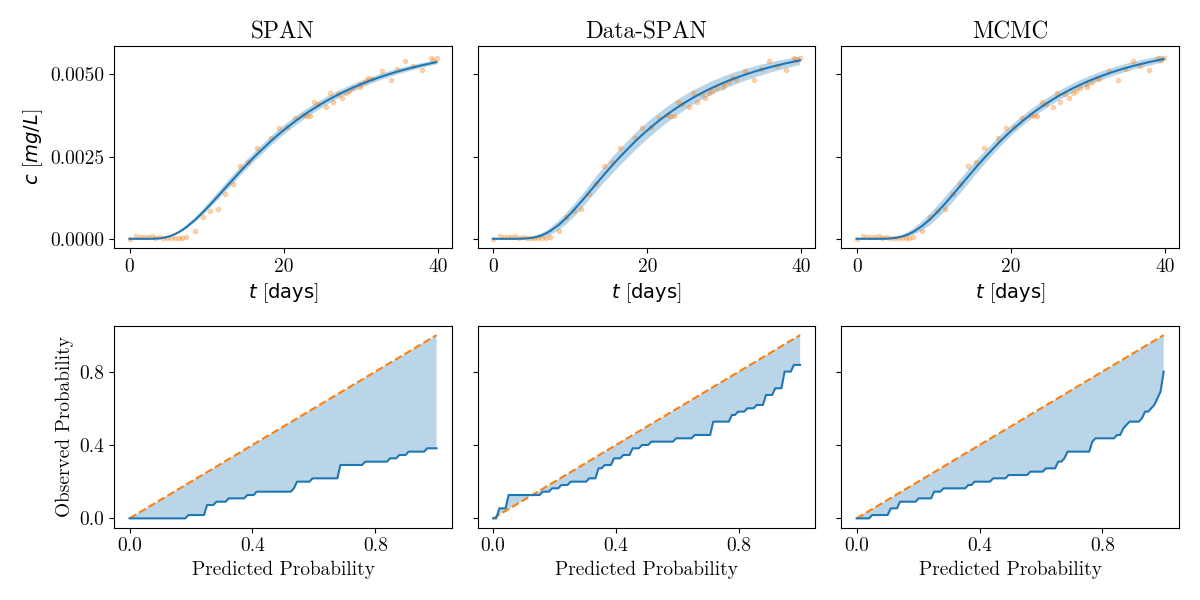 SPAN
Data-SPAN
MCMC
c [mg/L]
0.0050
0.0025
0.0000
0 20 40
0 20 40
0 20 40
t [days]
t [days]
t [days]
Observed Probability
0.8
0.4
0.0
0.0 0.4 0.8
0.0 0.4 0.8
0.0 0.4 0.8
Predicted Probability
Predicted Probability
Predicted Probability